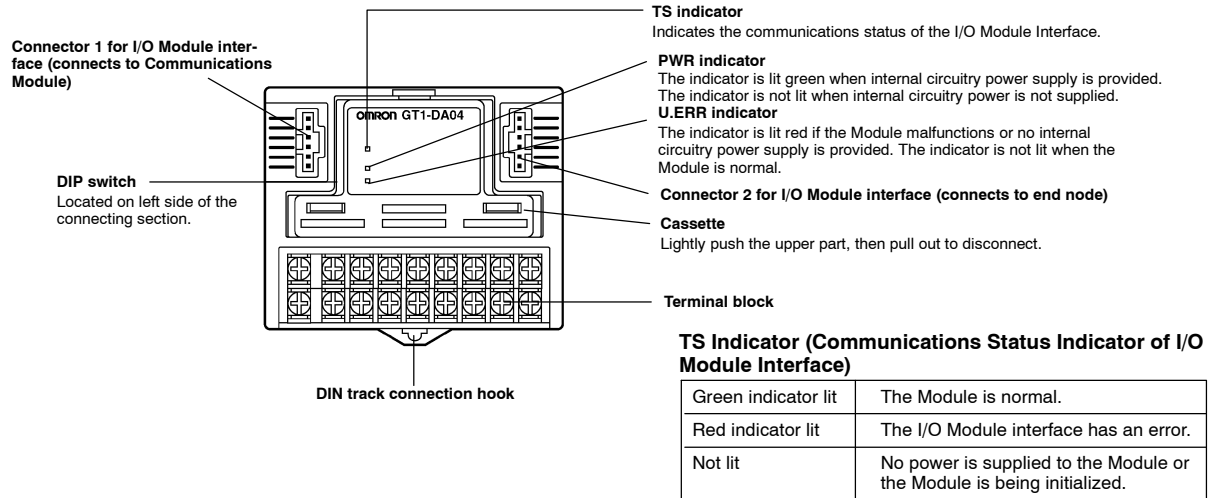 TS indicator
Indicates the communications status of the I/O Module Interface.
Connector 1 for I/O Module inter-
face (connects to Communications
Module)
PWR indicator
The indicator is lit green when internal circuitry power supply is provided.
The indicator is not lit when internal circuitry power is not supplied.
U.ERR indicator
The indicator is lit red if the Module malfunctions or no internal
circuitry power supply is provided. The indicator is not lit when the
Module is normal.
OMRON GT1-DA04
DIP switch
Located on left side of the
connecting section.
Connector 2 for I/O Module interface (connects to end node)
Cassette
Lightly push the upper part, then pull out to disconnect.
Terminal block
DIN track connection hook
TS Indicator (Communications Status Indicator of I/O
Module Interface)
Green indicator lit The Module is normal.
Red indicator lit The I/O Module interface has an error.
Not lit No power is supplied to the Module or
the Module is being initialized.